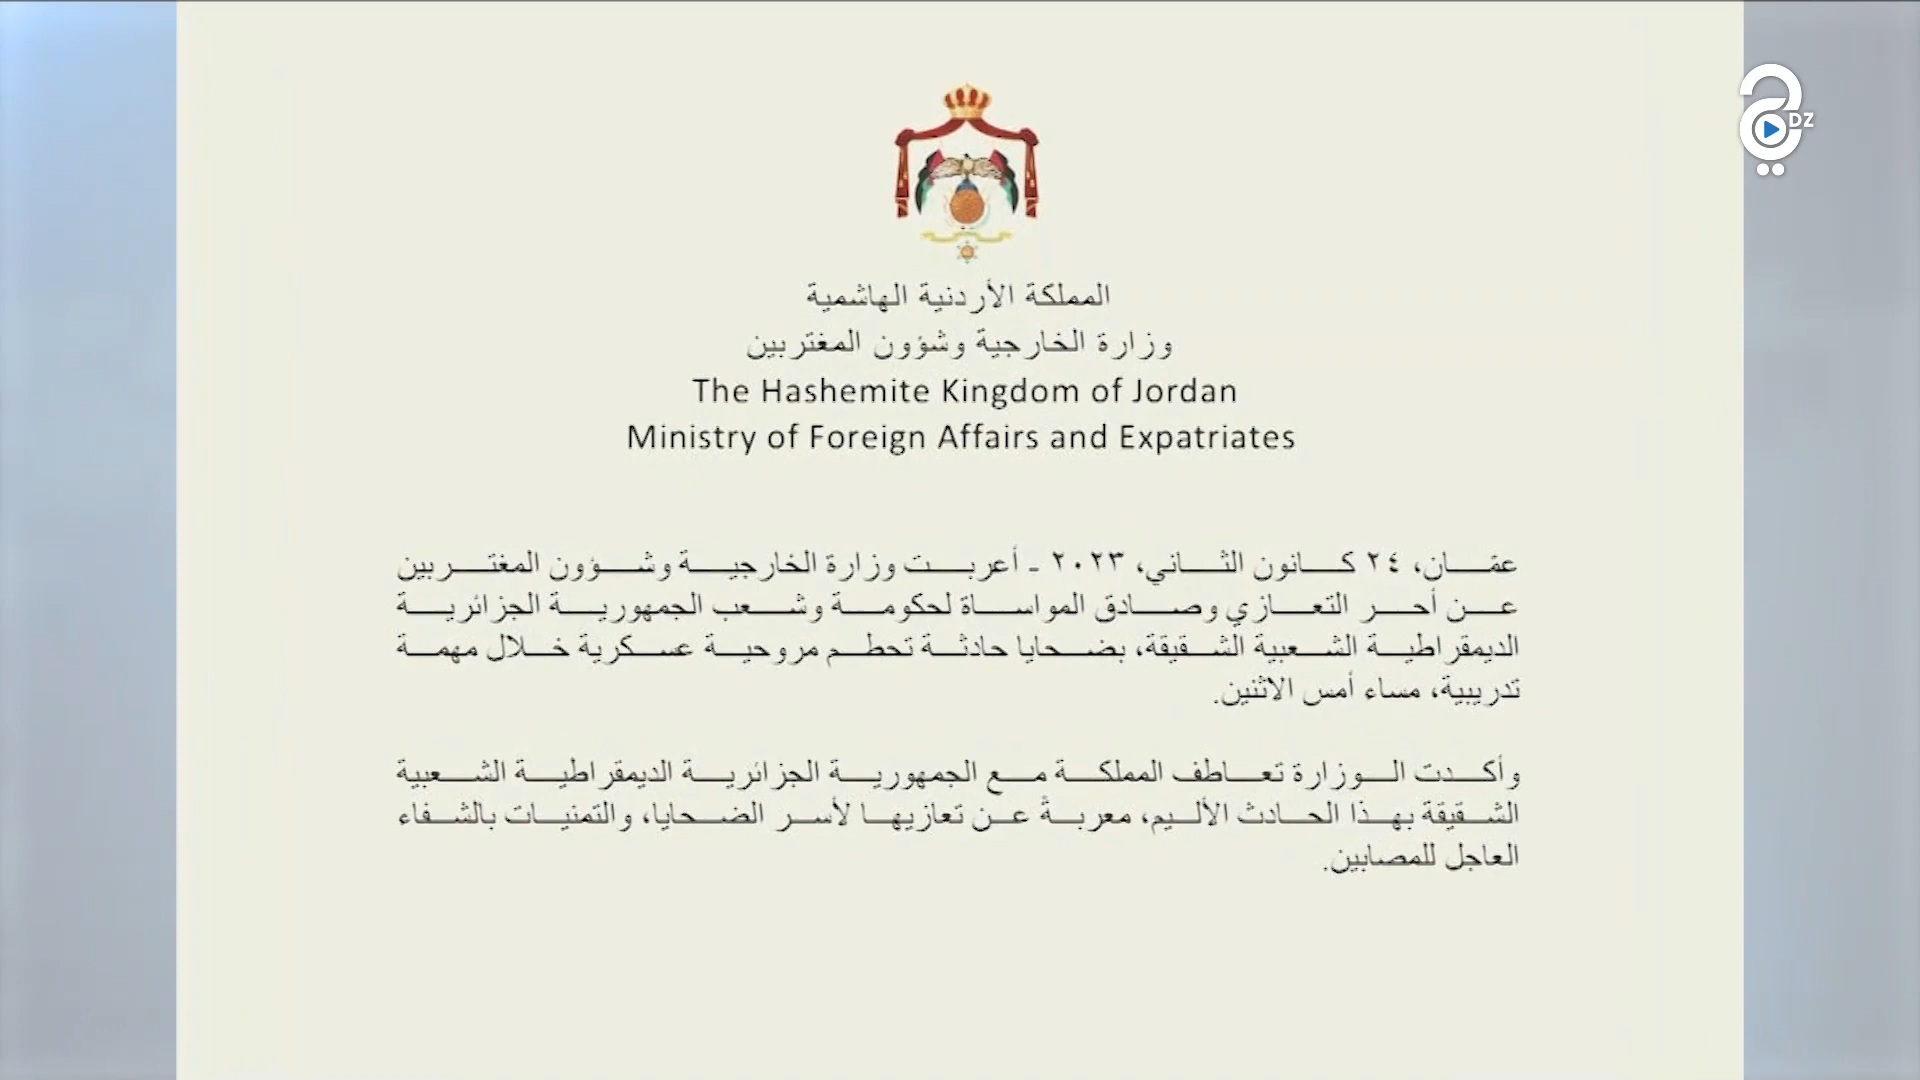 DZ
المملكة الأردنية الهاشمية
وزارة الخارجية وشؤون المغتربين
The Hashemite Kingdom of Jordan
Ministry of Foreign Affairs and Expatriates
عمّان، ٢٤ كانون الثاني، ٢٠٢٣ - أعربت وزارة الخارجية وشؤون المغتربين
عن أحر التعازي وصادق المواساة لحكومة وشعب الجمهورية الجزائرية
الديمقراطية الشعبية الشقيقة، بضحايا حادثة تحطم مروحية عسكرية خلال مهمة
تدريبية، مساء أمس الاثنين.
وأكدت الوزارة تعاطف المملكة مع الجمهورية الجزائرية الديمقراطية الشعبية
الشقيقة بهذا الحادث الأليم، معربةً عن تعازيها لأسر الضحايا، والتمنيات بالشفاء
العاجل للمصابين.